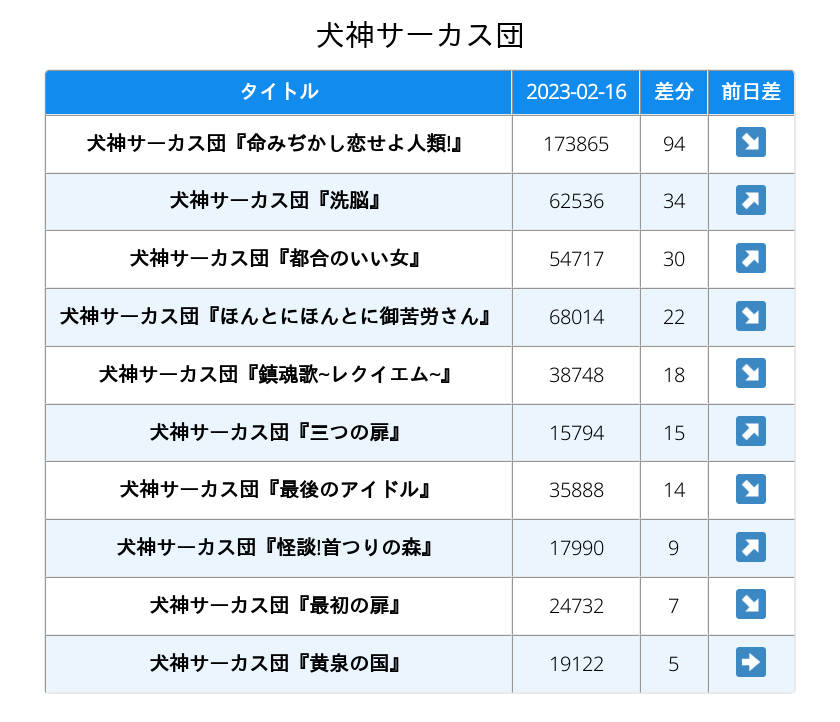 犬神サーカス団
タイトル 2023-02-16 差分 前日差
犬神サーカス団『命みぢかし恋せよ人類!』 173865 94 ↘
犬神サーカス団『洗脳』 62536 34 ↗
犬神サーカス団『都合のいい女』 54717 30 ↗
犬神サーカス団『ほんとにほんとに御苦労さん』 68014 22 ↘
犬神サーカス団『鎮魂歌~レクイエム~』 38748 18 ↘
犬神サーカス団『三つの扉』 15794 15 ↗
犬神サーカス団『最後のアイドル』 35888 14 ↘
犬神サーカス団『怪談!首つりの森』 17990 9 ↗
犬神サーカス団『最初の扉』 24732 7 ↘
犬神サーカス団『黄泉の国』 19122 5 ➡